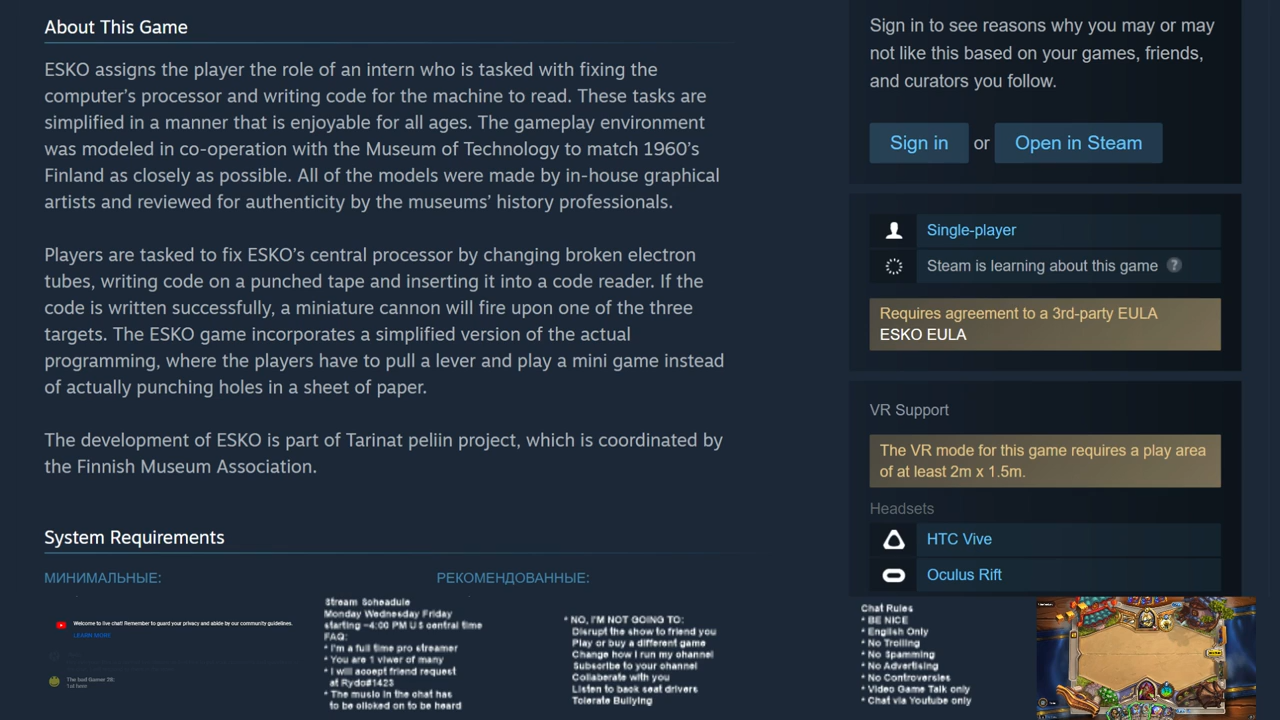 About This Game
ESKO assigns the player the role of an intern who is tasked with fixing the
computer's processor and writing code for the machine to read. These tasks are
simplified in a manner that is enjoyable for all ages. The gameplay environment
was modeled in co-operation with the Museum of Technology to match 1960's
Finland as closely as possible. All of the models were made by in-house graphical
artists and reviewed for authenticity by the museums' history professionals.
Players are tasked to fix ESKO's central processor by changing broken electron
tubes, writing code on a punched tape and inserting it into a code reader. If the
code is written successfully, a miniature cannon will fire upon one of the three
targets. The ESKO game incorporates a simplified version of the actual
programming, where the players have to pull a lever and play a mini game instead
of actually punching holes in a sheet of paper.
The development of ESKO is part of Tarinat peliin project, which is coordinated by
the Finnish Museum Association.
System Requirements
МИНИМАЛЬНЫЕ:
РЕКОМЕНДОВАННЫЕ:
Sign in to see reasons why you may or may
not like this based on your games, friends,
and curators you follow.
Sign in or Open in Steam
Single-player
Steam is learning about this game ?
Requires agreement to a 3rd-party EULA
ESKO EULA
VR Support
The VR mode for this game requires a play area
of at least 2m x 1.5m.
Headsets
HTC Vive
Oculus Rift
Welcome to live chat! Remember to guard your privacy and abide by our community guidelines.
LEARN MORE
The bad Gamer 28:
1st here
Stream Schedule
Monday Wednesday Friday
starting ~4:00 PM US central time
FAQ:
* I'm a full time pro streamer
* You are 1 viwer of many
* I will accept friend request
at Rydo#1423
* The music in the chat has
to be clicked on to be heard
* NO, I'M NOT GOING TO:
Disrupt the show to friend you
Play or buy a different game
Change how I run my channel
Subscribe to your channel
Collaborate with you
Listen to back seat drivers
Tolerate Bullying
Chat Rules
* BE NICE
* English Only
* No Trolling
* No Spamming
* No Advertising
* No Controversies
* Video Game Talk only
* Chat via Youtube only